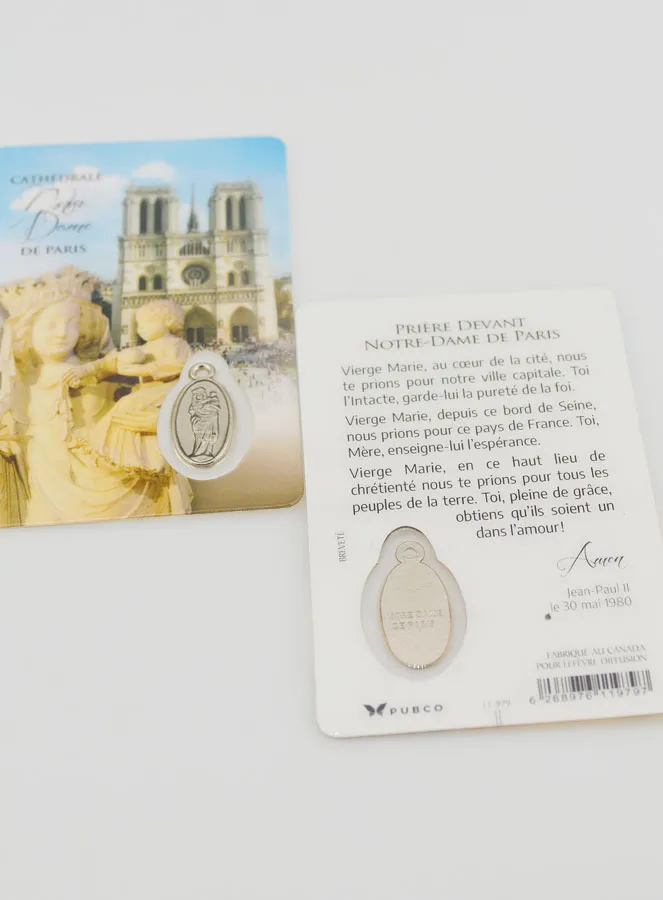 CATHÉDRALE
Notre
Dame
DE PARIS
PRIÈRE DEVANT
NOTRE-DAME DE PARIS
Vierge Marie, au cœur de la cité, nous
te prions pour notre ville capitale. Toi
l'Intacte, garde-lui la pureté de la foi.
Vierge Marie, depuis ce bord de Seine,
nous prions pour ce pays de France. Toi,
Mère, enseigne-lui l'espérance.
Vierge Marie, en ce haut lieu de
chrétienté nous te prions pour tous les
peuples de la terre. Toi, pleine de grâce,
obtiens qu'ils soient un
dans l'amour!
Amen
Jean-Paul II
le 30 mai 1980
BREVETÉ
NOTRE DAME
DE PARIS
FABRIQUÉ AU CANADA
POUR LEFÈVRE DIFFUSION
6 268976 119797
PUBCO
11 979